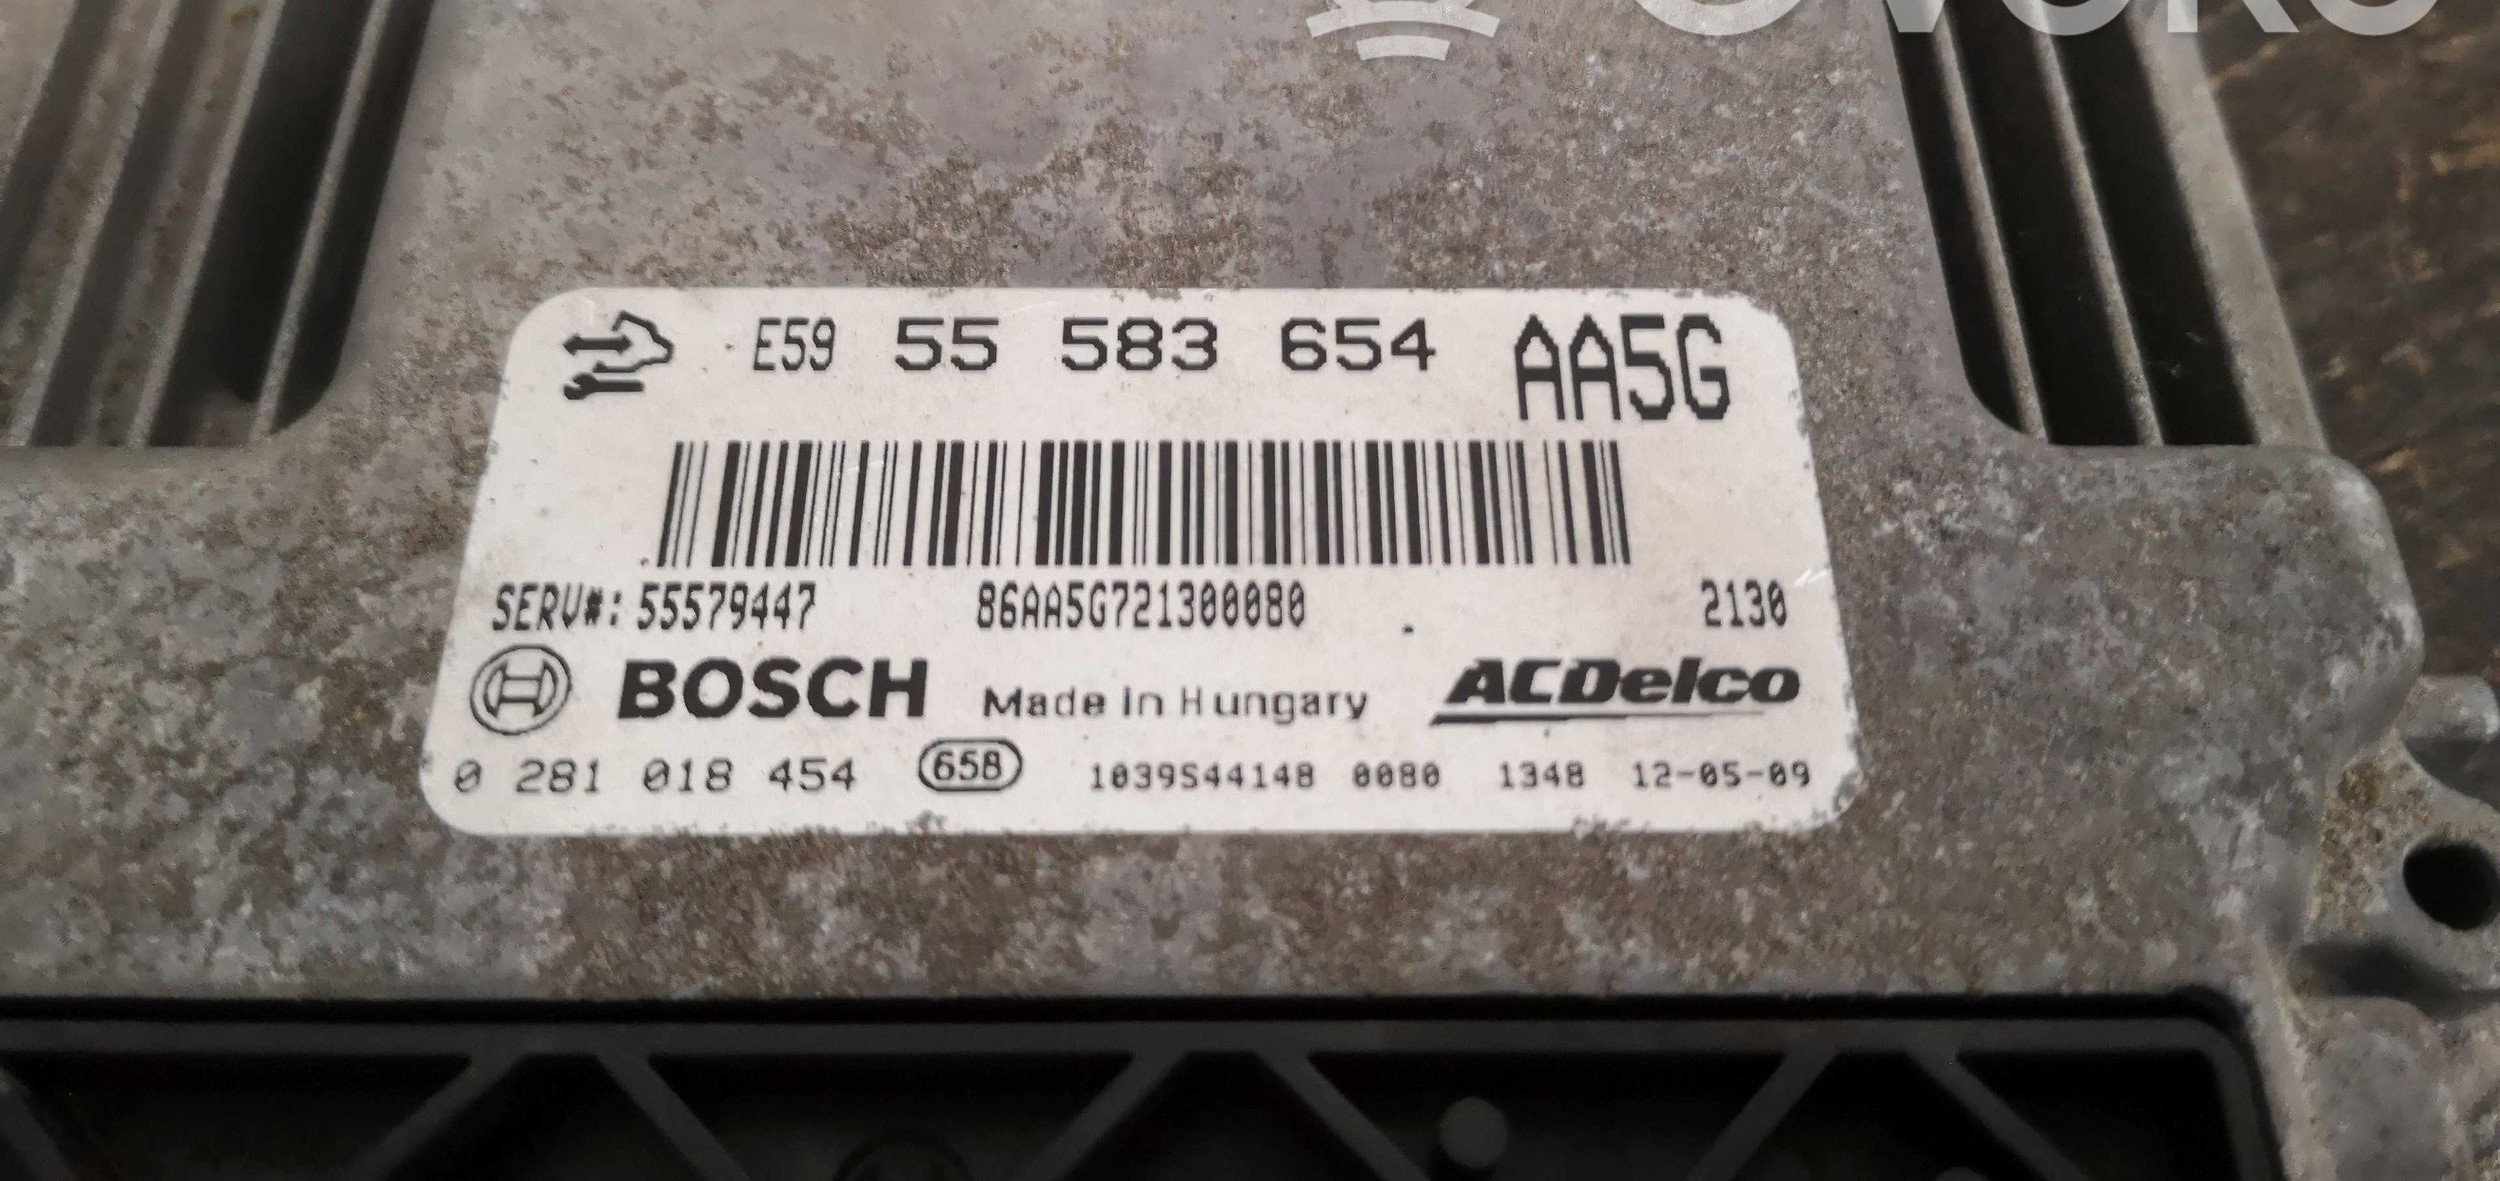 E59 55 583 654 AA5G
SERV#: 55579447 86AA5G721300080 2130
BOSCH Made in Hungary ACDelco
0 281 018 454 658 1039S44148 0080 1348 12-05-09